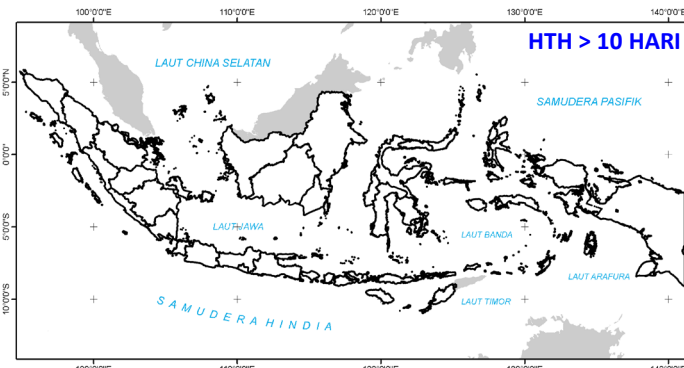 100°0'0"E 110°0'0"E 120°0'0"E 130°0'0"E 140°0'0"E
HTH > 10 HARI
LAUT CHINA SELATAN
5°0'0"N
SAMUDERA PASIFIK
0°0'0"
LAUT JAWA
5°0'0"S
LAUT BANDA
LAUT ARAFURA
10°0'0"S
LAUT TIMOR
SAMUDERA HINDIA